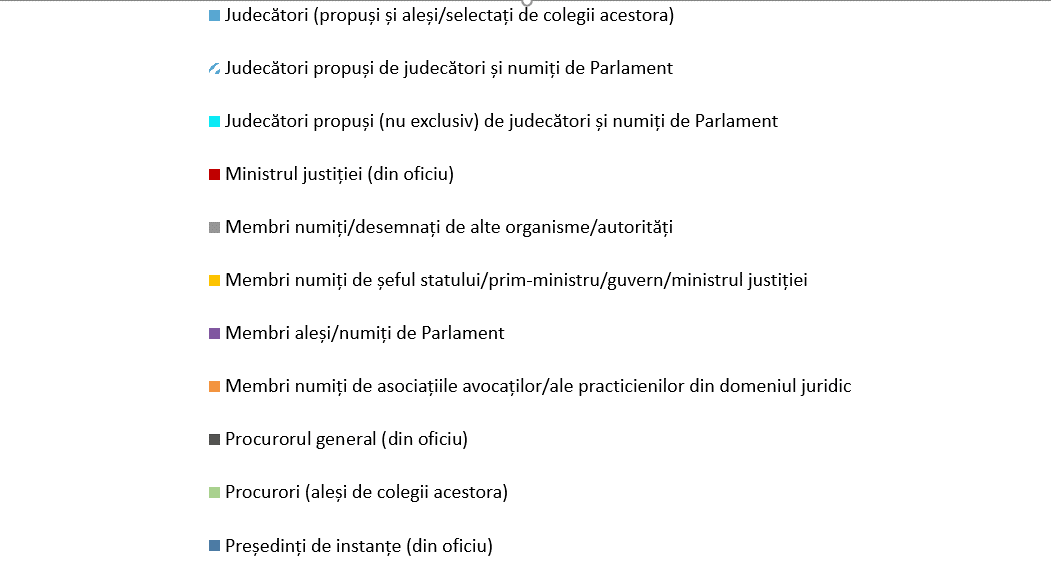 Judecători (propuși și aleși/selectați de colegii acestora)
Judecători propuși de judecători și numiți de Parlament
Judecători propuși (nu exclusiv) de judecători și numiți de Parlament
Ministrul justiției (din oficiu)
Membri numiți/desemnați de alte organisme/autorități
Membri numiți de șeful statului/prim-ministru/guvern/ministrul justiției
Membri aleși/numiți de Parlament
Membri numiți de asociațiile avocaților/ale practicienilor din domeniul juridic
Procurorul general (din oficiu)
Procurori (aleși de colegii acestora)
Președinți de instanțe (din oficiu)